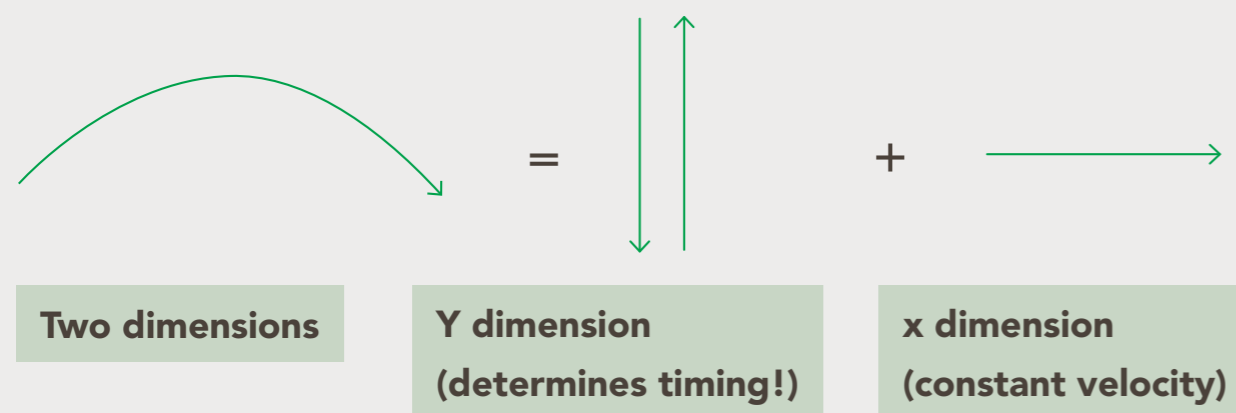 =
+
Two dimensions
Y dimension
(determines timing!)
x dimension
(constant velocity)